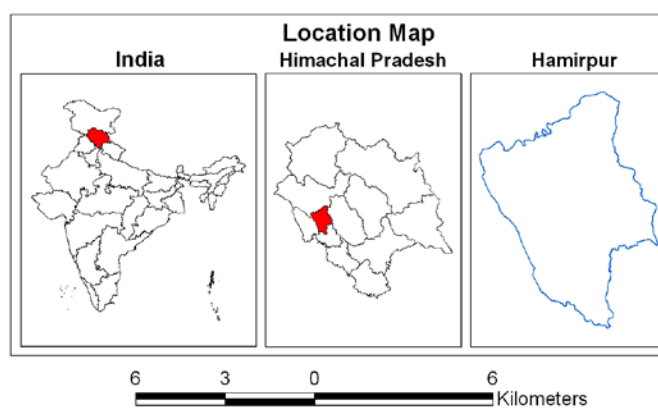 Location Map
India
Himachal Pradesh
Hamirpur
6 3 0 6
Kilometers